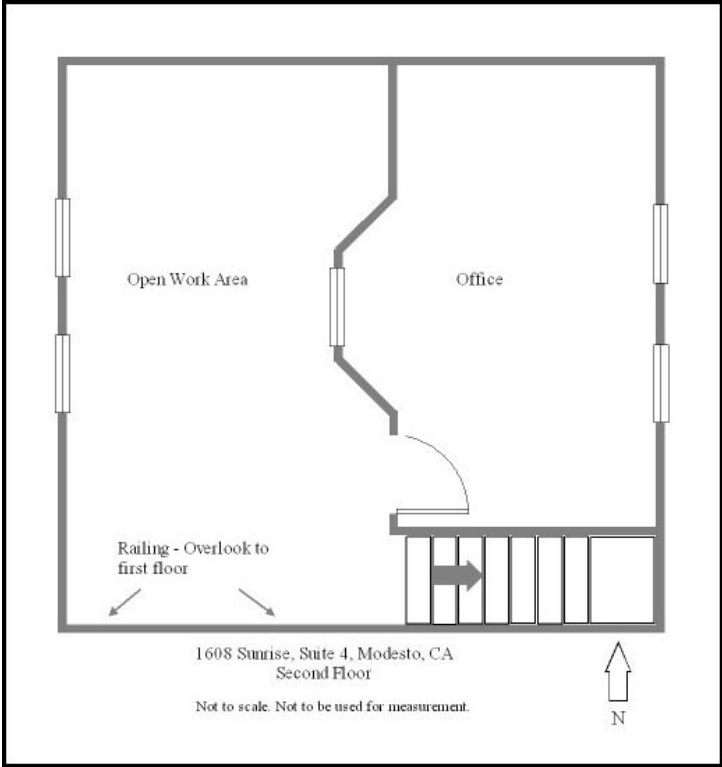 Open Work Area
Office
Railing - Overlook to
first floor
1608 Sunrise, Suite 4, Modesto, CA
Second Floor
Not to scale. Not to be used for measurement.
N